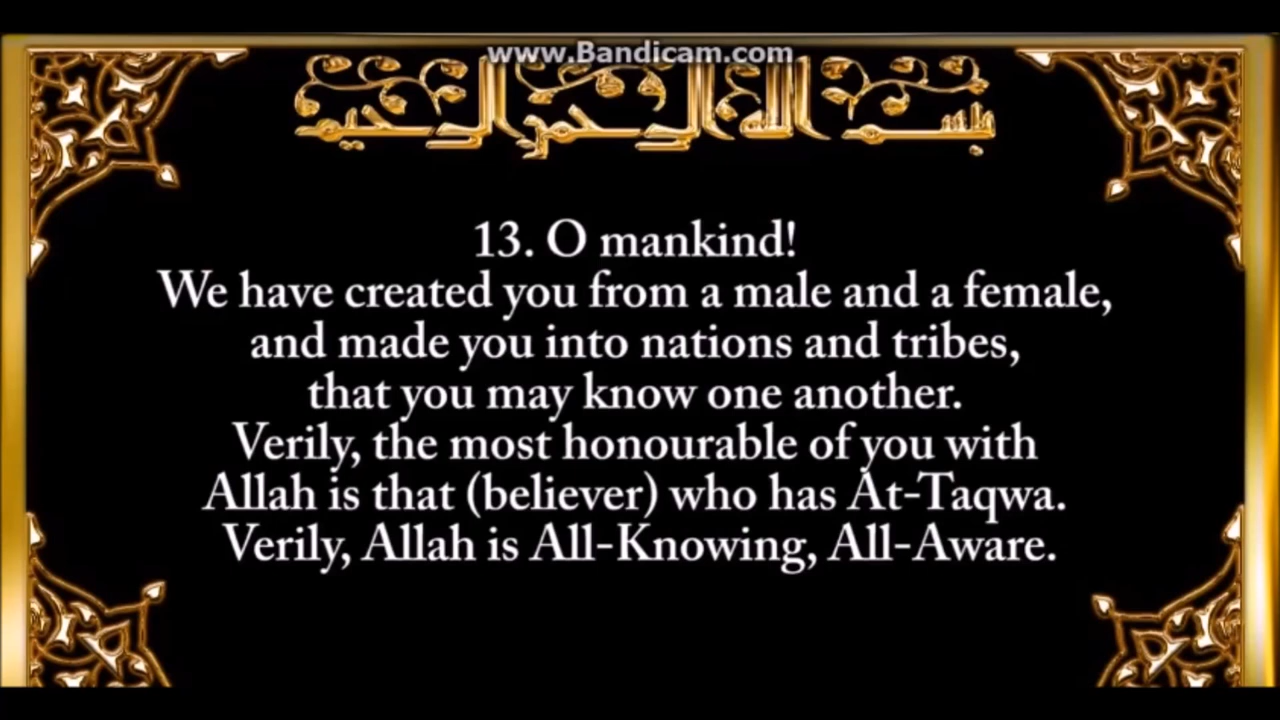 www.Bandicam.com
بسم الله الرحمن الرحيم
13. O mankind!
We have created you from a male and a female,
and made you into nations and tribes,
that you may know one another.
Verily, the most honourable of you with
Allah is that (believer) who has At-Taqwa.
Verily, Allah is All-Knowing, All-Aware.